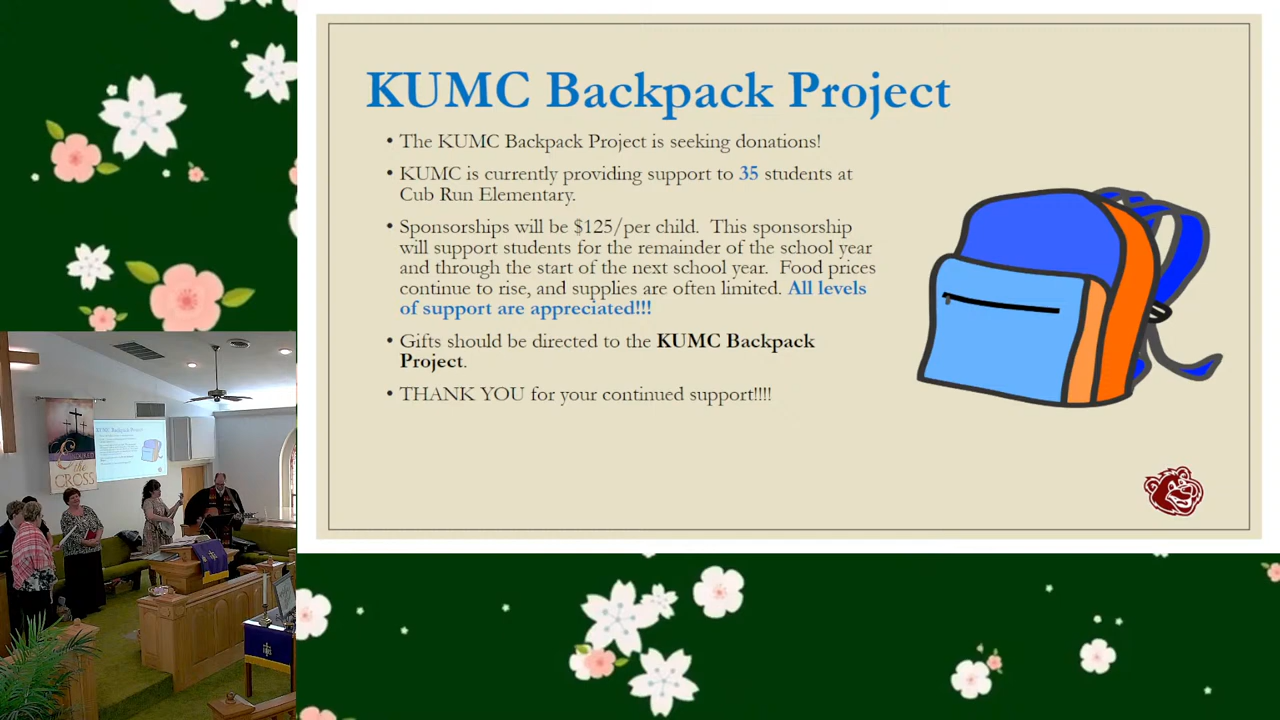 KUMC Backpack Project
• The KUMC Backpack Project is seeking donations!
• KUMC is currently providing support to 35 students at
Cub Run Elementary.
• Sponsorships will be $125/per child. This sponsorship
will support students for the remainder of the school year
and through the start of the next school year. Food prices
continue to rise, and supplies are often limited. All levels
of support are appreciated!!!
• Gifts should be directed to the KUMC Backpack
Project.
• THANK YOU for your continued support!!!!
the
CROSS